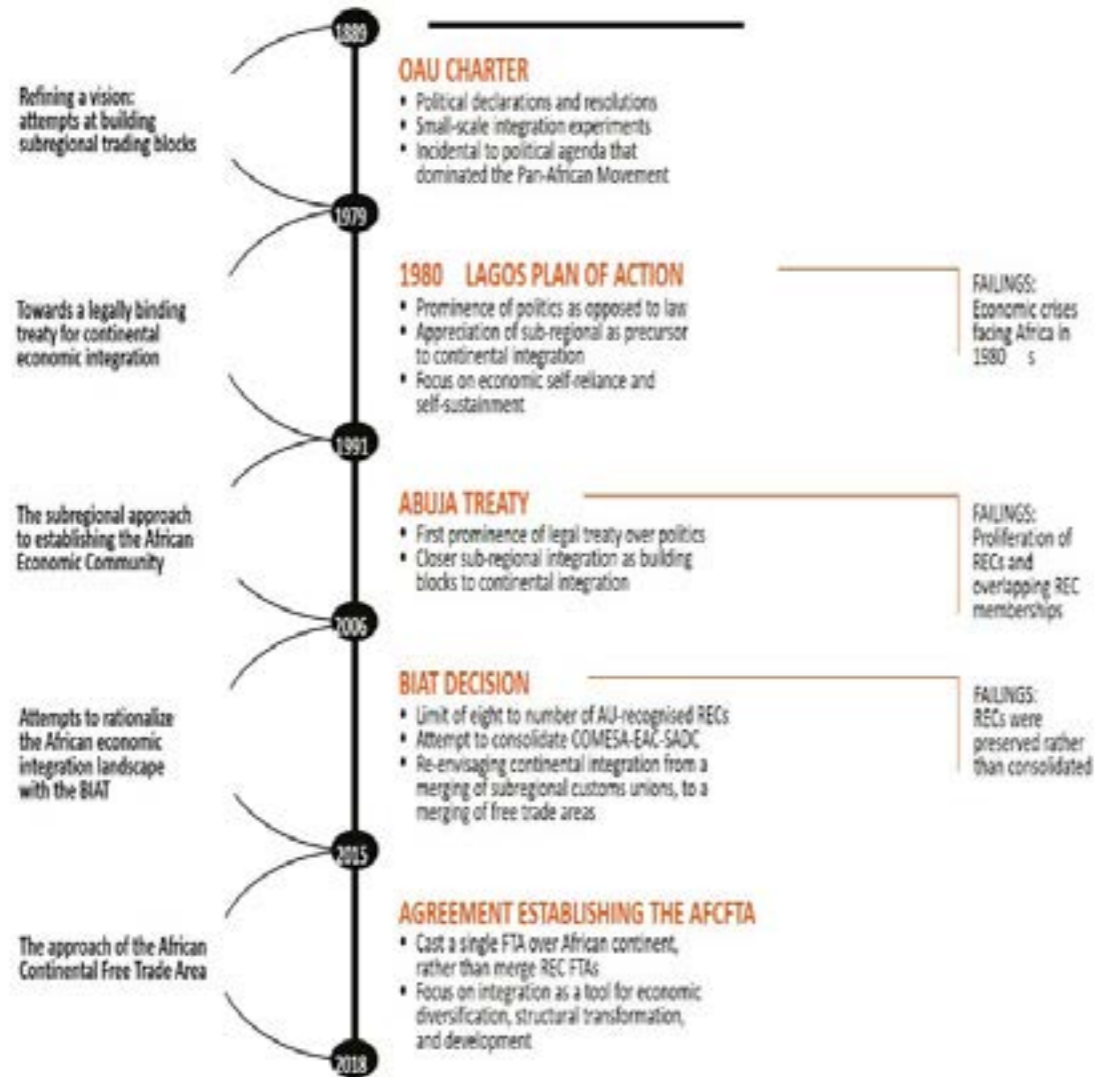 1889
OAU CHARTER
• Political declarations and resolutions
• Small-scale integration experiments
• Incidental to political agenda that
dominated the Pan-African Movement
Refining a vision:
attempts at building
subregional trading blocks
1979
1980 LAGOS PLAN OF ACTION
• Prominence of politics as opposed to law
• Appreciation of sub-regional as precursor
to continental integration
• Focus on economic self-reliance and
self-sustainment
FAILINGS:
Economic crises
facing Africa in
1980 s
Towards a legally binding
treaty for continental
economic integration
1991
ABUJA TREATY
• First prominence of legal treaty over politics
• Closer sub-regional integration as building
blocks to continental integration
FAILINGS:
Proliferation of
RECs and
overlapping REC
memberships
The subregional approach
to establishing the African
Economic Community
2006
BIAT DECISION
• Limit of eight to number of AU-recognised RECs
• Attempt to consolidate COMESA-EAC-SADC
• Re-envisaging continental integration from a
merging of subregional customs unions, to a
merging of free trade areas
FAILINGS:
RECs were
preserved rather
than consolidated
Attempts to rationalize
the African economic
integration landscape
with the BIAT
2015
AGREEMENT ESTABLISHING THE AFCFTA
• Cast a single FTA over African continent,
rather than merge REC FTAs
• Focus on integration as a tool for economic
diversification, structural transformation,
and development
The approach of the African
Continental Free Trade Area
2018